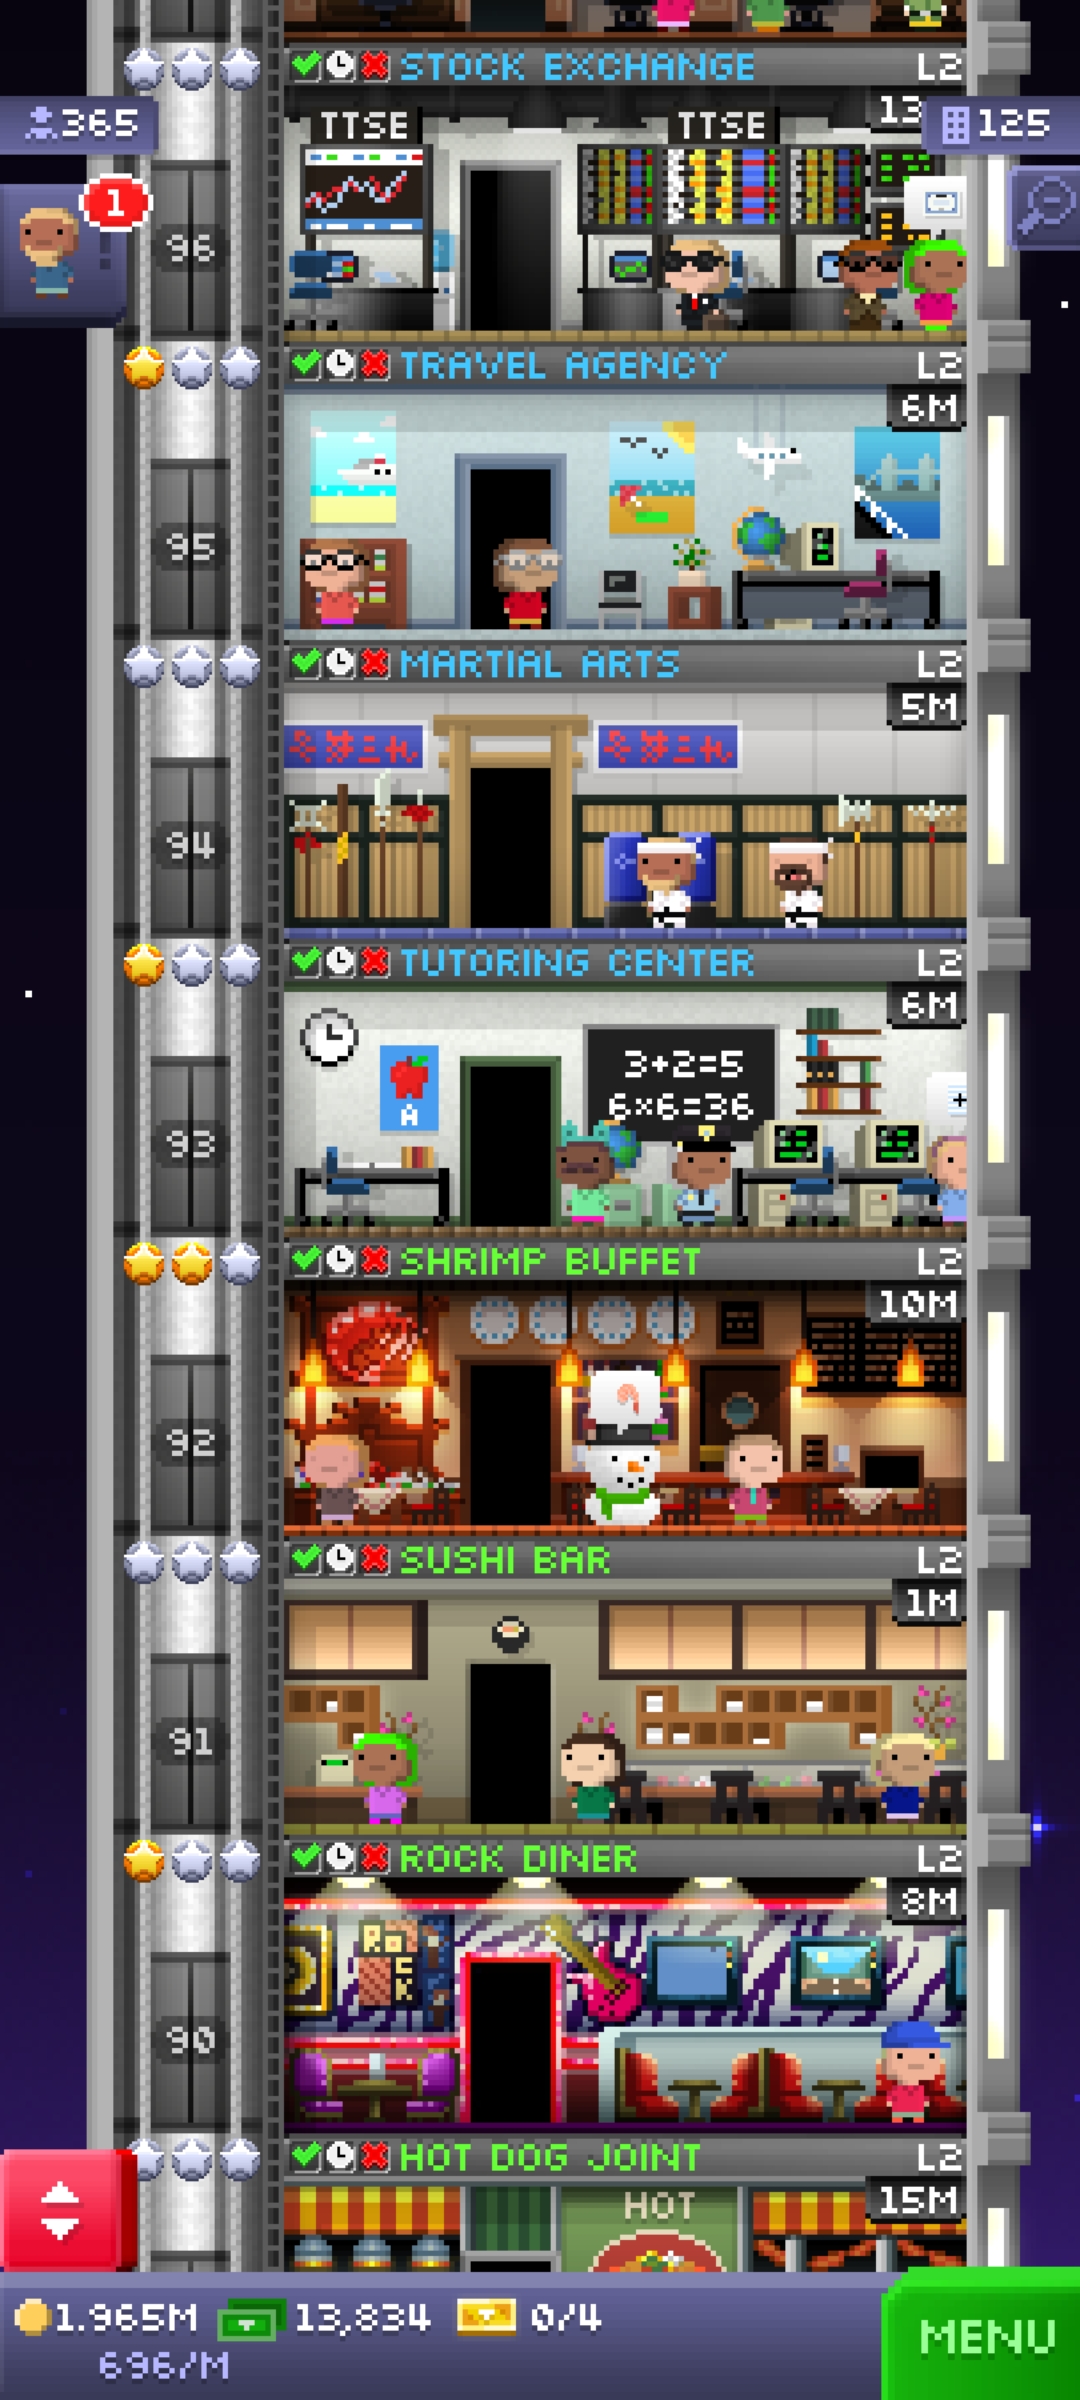 STOCK EXCHANGE L2
13
365
125
TTSE TTSE
1
96
TRAVEL AGENCY L2
6M
95
MARTIAL ARTS L2
5M
94
TUTORING CENTER L2
6M
3+2=5
6×6=36
A
93
SHRIMP BUFFET L2
10M
92
SUSHI BAR L2
1M
91
ROCK DINER L2
8M
ROCK
90
HOT DOG JOINT L2
15M
HOT
1.965M 13,834 0/4
696/M
MENU